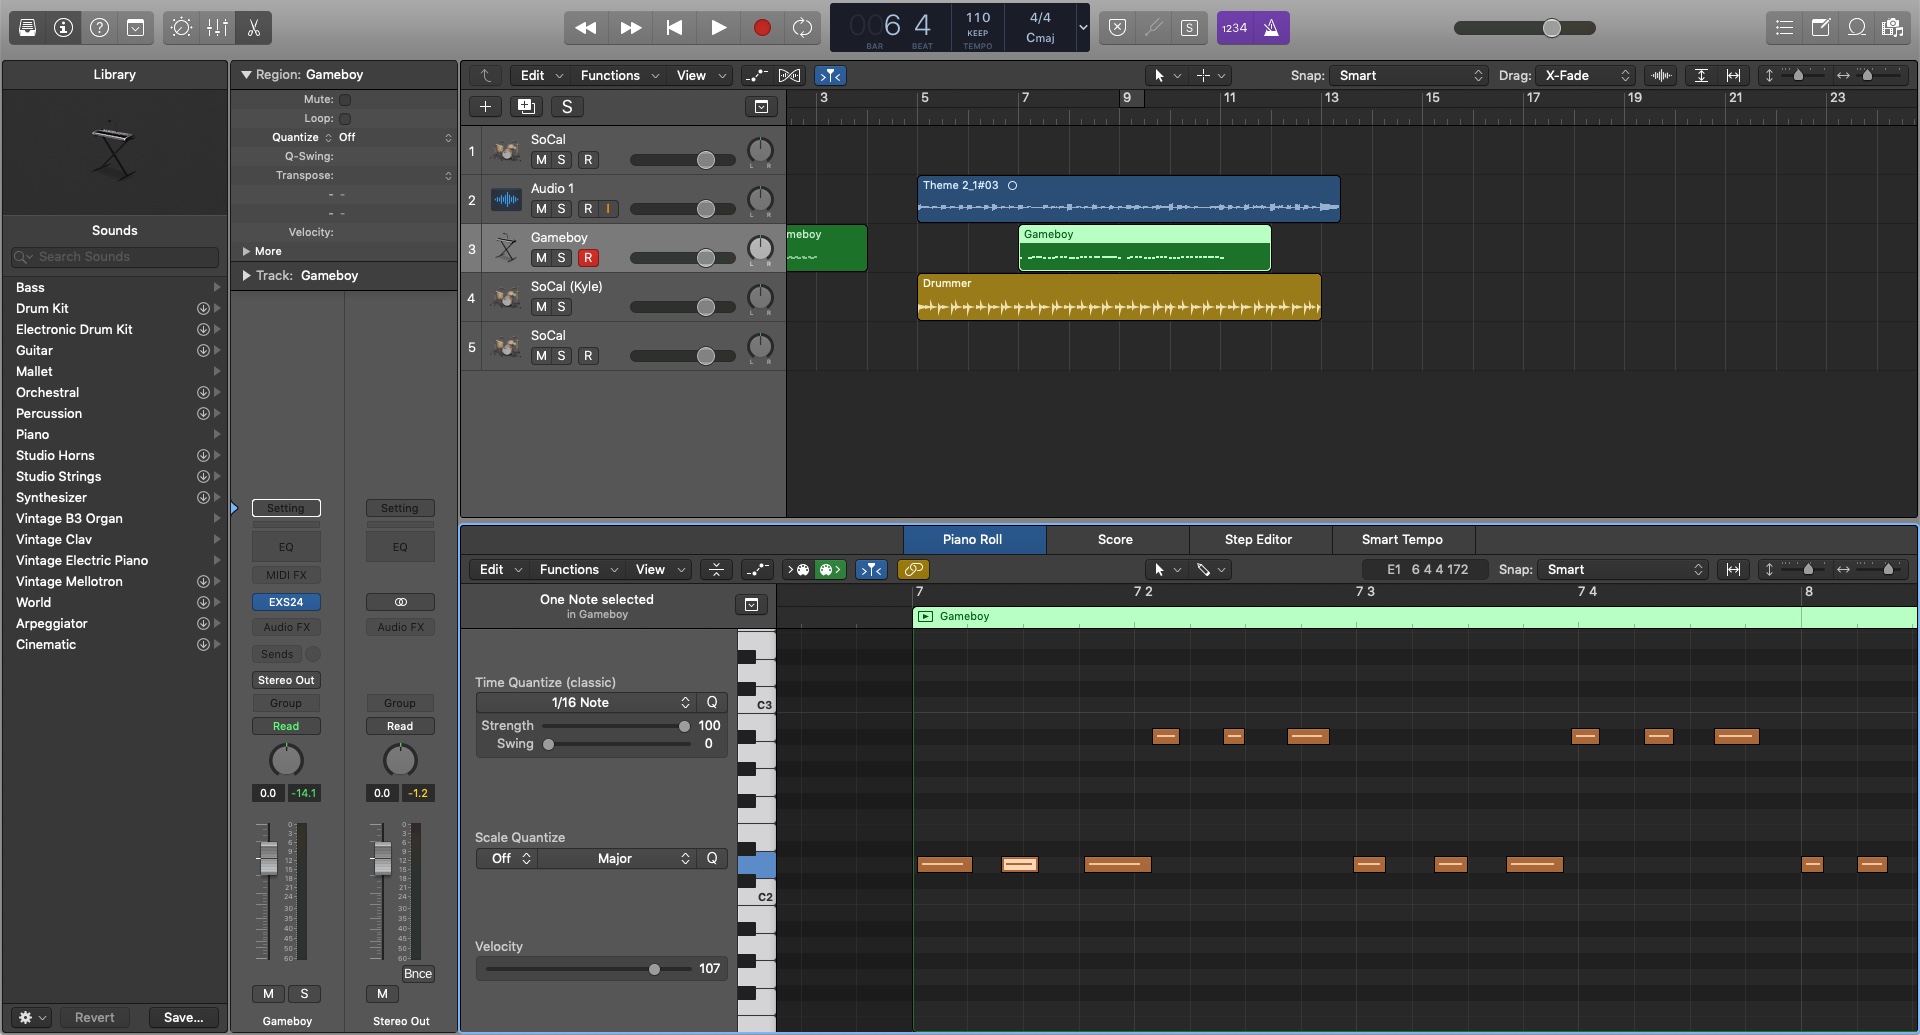 1234
006 4
BAR BEAT
110
KEEP
TEMPO
4/4
Cmaj
S
Library
Region: Gameboy
Mute:
Loop:
Quantize Off
Q-Swing:
Transpose:
- -
- -
Velocity:
More
Track: Gameboy
Sounds
Search Sounds
Bass
Drum Kit
Electronic Drum Kit
Guitar
Mallet
Orchestral
Percussion
Piano
Studio Horns
Studio Strings
Synthesizer
Vintage B3 Organ
Vintage Clav
Vintage Electric Piano
Vintage Mellotron
World
Arpeggiator
Cinematic
Revert Save...
Setting Setting
EQ EQ
MIDI FX
EXS24
Audio FX Audio FX
Sends
Stereo Out
Group Group
Read Read
0.0 -14.1 0.0 -1.2
Bnce
M S M
Gameboy Stereo Out
Edit Functions View
Snap: Smart Drag: X-Fade
S
3 5 7 9 11 13 15 17 19 21 23
1 SoCal
M S R
L R
2 Audio 1
M S R I
L R
Theme 2_1#03
3 Gameboy
M S R
L R
meboy
Gameboy
4 SoCal (Kyle)
M S
L R
Drummer
5 SoCal
M S R
L R
Piano Roll Score Step Editor Smart Tempo
Edit Functions View
E1 6 4 4 172 Snap: Smart
One Note selected
in Gameboy
7 7 2 7 3 7 4 8
Gameboy
Time Quantize (classic)
1/16 Note Q
Strength 100
Swing 0
Scale Quantize
Off Major Q
Velocity
107
C3
C2